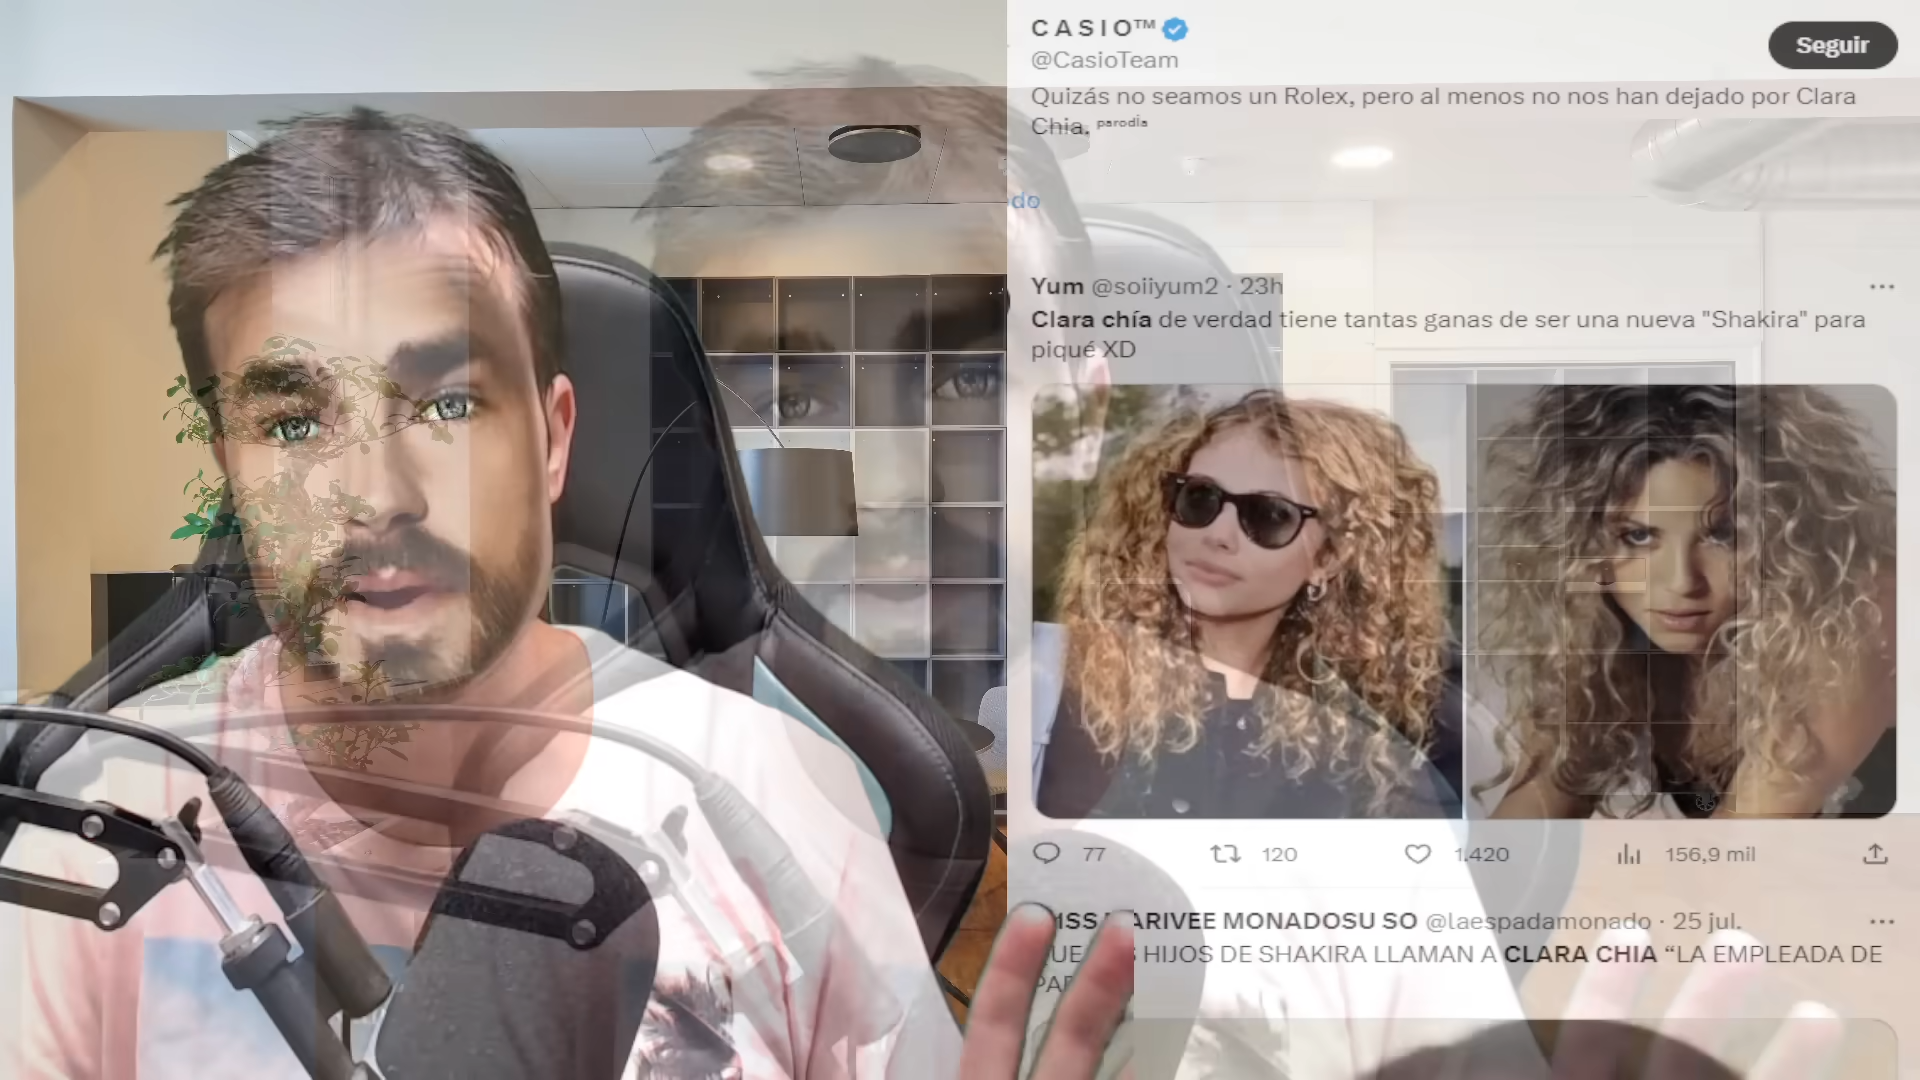 CASIO™
@CasioTeam
Seguir
Quizás no seamos un Rolex, pero al menos no nos han dejado por Clara
Chia. parodia
do
Yum @soiiyum2 · 23h
Clara chía de verdad tiene tantas ganas de ser una nueva "Shakira" para
piqué XD
77 120 1.420 156,9 mil
ARIVEE MONADOSU SO @laespadamonado · 25 jul.
HIJOS DE SHAKIRA LLAMAN A CLARA CHIA “LA EMPLEADA DE